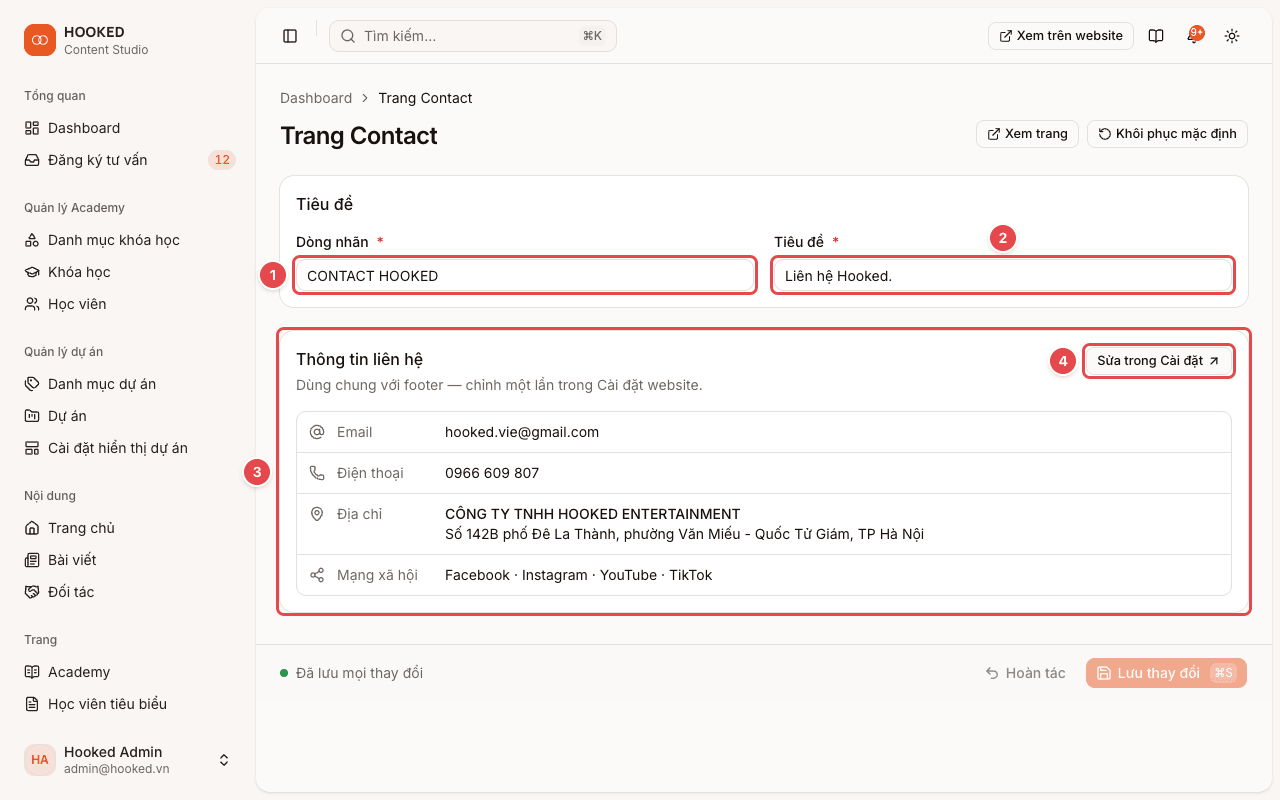 HOOKED
Content Studio
Tổng quan
Dashboard
Đăng ký tư vấn 12
Quản lý Academy
Danh mục khóa học
Khóa học
Học viên
Quản lý dự án
Danh mục dự án
Dự án
Cài đặt hiển thị dự án
Nội dung
Trang chủ
Bài viết
Đối tác
Trang
Academy
Học viên tiêu biểu
HA Hooked Admin
admin@hooked.vn
Tìm kiếm... ⌘K
Xem trên website 9+
Dashboard Trang Contact
Trang Contact
Xem trang Khôi phục mặc định
Tiêu đề
Dòng nhãn * Tiêu đề * 2
1 CONTACT HOOKED Liên hệ Hooked.
Thông tin liên hệ
4 Sửa trong Cài đặt
Dùng chung với footer — chỉnh một lần trong Cài đặt website.
Email hooked.vie@gmail.com
3 Điện thoại 0966 609 807
Địa chỉ CÔNG TY TNHH HOOKED ENTERTAINMENT
Số 142B phố Đê La Thành, phường Văn Miếu - Quốc Tử Giám, TP Hà Nội
Mạng xã hội Facebook · Instagram · YouTube · TikTok
Đã lưu mọi thay đổi Hoàn tác Lưu thay đổi ⌘S